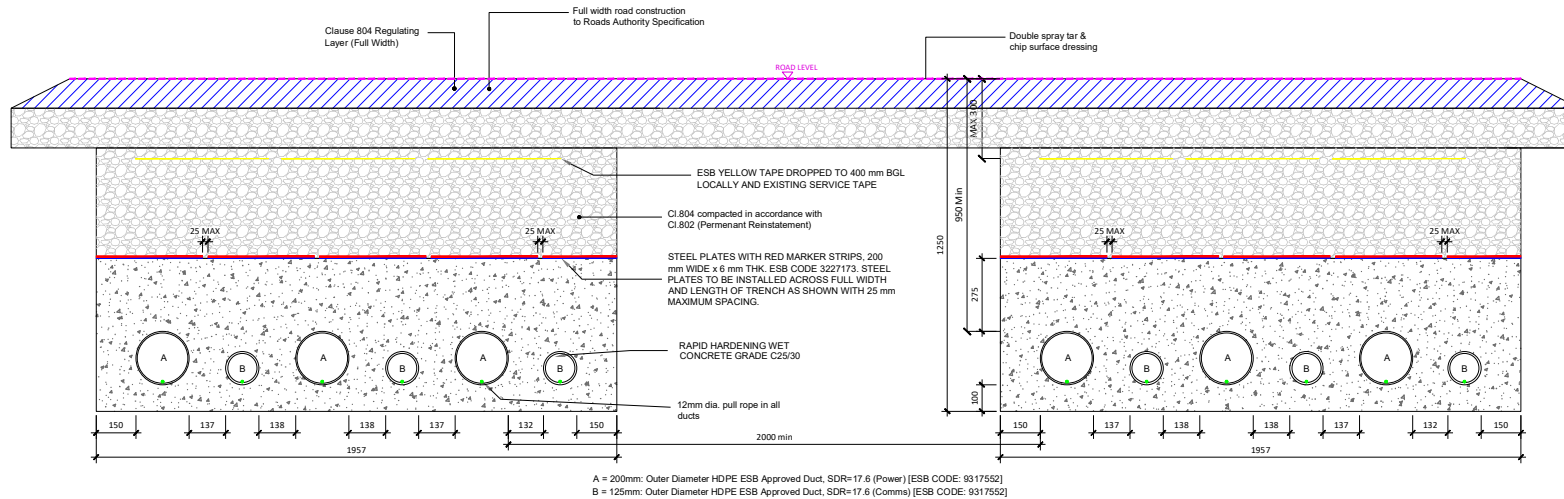 Full width road construction
to Roads Authority Specification
Clause 804 Regulating
Layer (Full Width)
Double spray tar &
chip surface dressing
ROAD LEVEL
MAX 300
ESB YELLOW TAPE DROPPED TO 400 mm BGL
LOCALLY AND EXISTING SERVICE TAPE
950 Min
1250
Cl.804 compacted in accordance with
Cl.802 (Permenant Reinstatement)
25 MAX
25 MAX
25 MAX
25 MAX
STEEL PLATES WITH RED MARKER STRIPS, 200
mm WIDE x 6 mm THK. ESB CODE 3227173. STEEL
PLATES TO BE INSTALLED ACROSS FULL WIDTH
AND LENGTH OF TRENCH AS SHOWN WITH 25 mm
MAXIMUM SPACING.
275
RAPID HARDENING WET
CONCRETE GRADE C25/30
A
B
A
B
A
B
A
B
A
B
A
B
100
12mm dia. pull rope in all
ducts
150
137
138
138
137
132
150
150
137
138
138
137
132
150
2000 min
1957
1957
A = 200mm: Outer Diameter HDPE ESB Approved Duct, SDR=17.6 (Power) [ESB CODE: 9317552]
B = 125mm: Outer Diameter HDPE ESB Approved Duct, SDR=17.6 (Comms) [ESB CODE: 9317552]